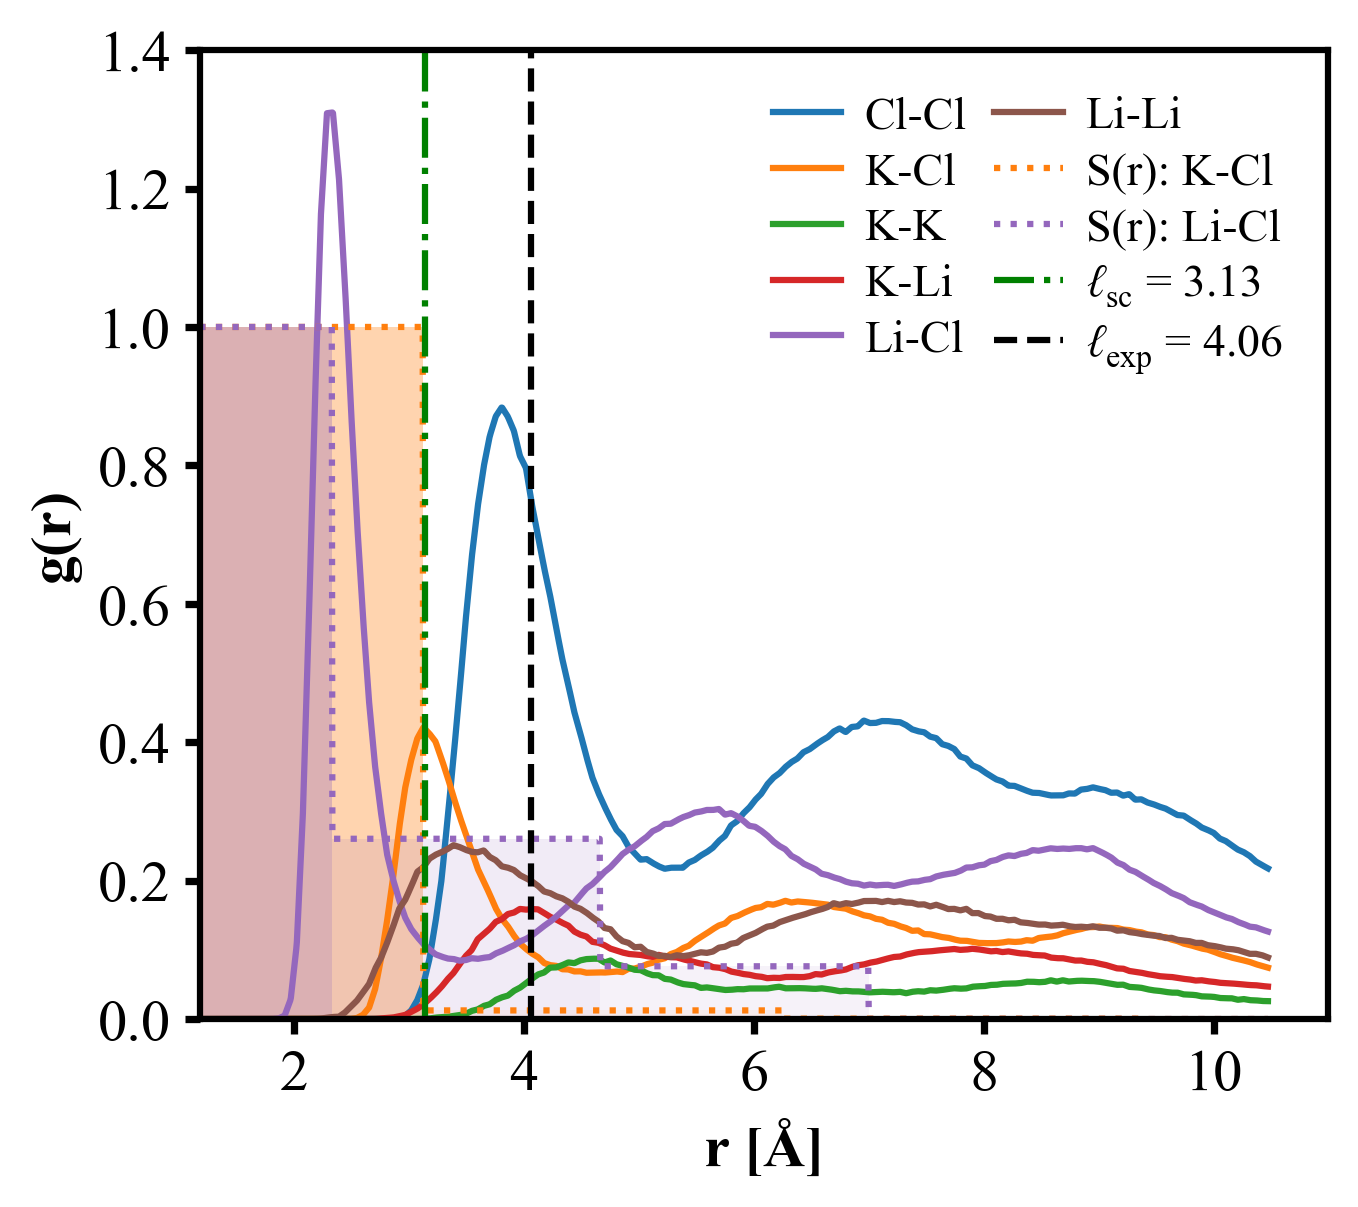 1.4
1.2
1.0
0.8
0.6
0.4
0.2
0.0
g(r)
2 4 6 8 10
r [Å]
Cl-Cl
K-Cl
K-K
K-Li
Li-Cl
Li-Li
S(r): K-Cl
S(r): Li-Cl
ℓsc = 3.13
ℓexp = 4.06